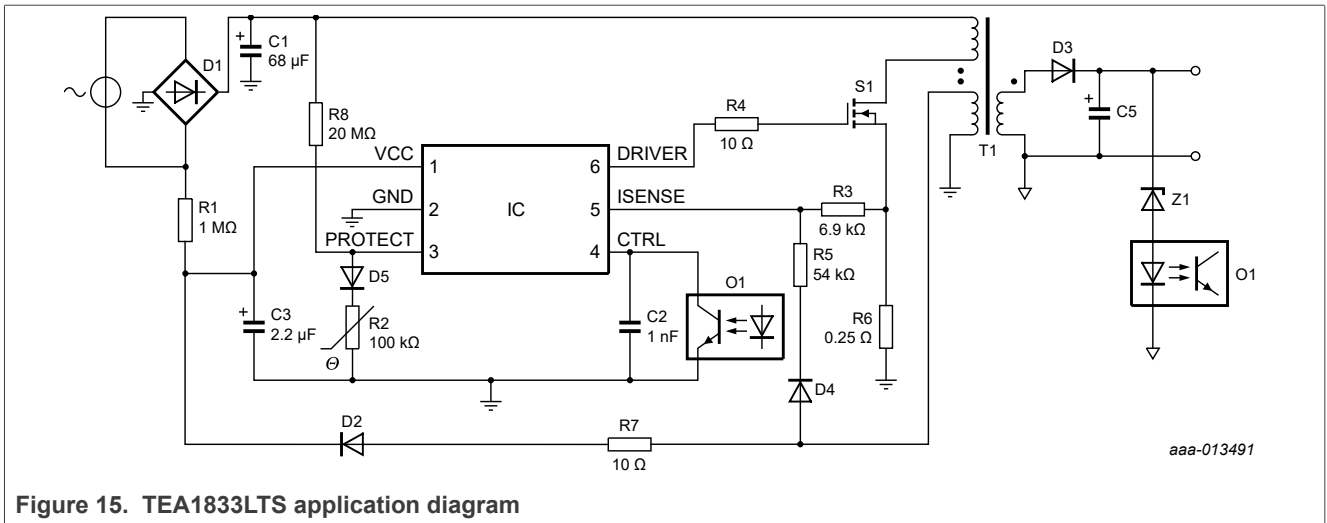 D1
+
C1
68 µF
R8
20 MΩ
R4
10 Ω
S1
T1
D3
+
C5
VCC
1
6
DRIVER
GND
2
IC
5
ISENSE
R3
6.9 kΩ
PROTECT
3
4
CTRL
R1
1 MΩ
D5
R5
54 kΩ
Z1
O1
+
C3
2.2 µF
R2
100 kΩ
Θ
C2
1 nF
O1
R6
0.25 Ω
D4
D2
R7
10 Ω
aaa-013491
Figure 15. TEA1833LTS application diagram